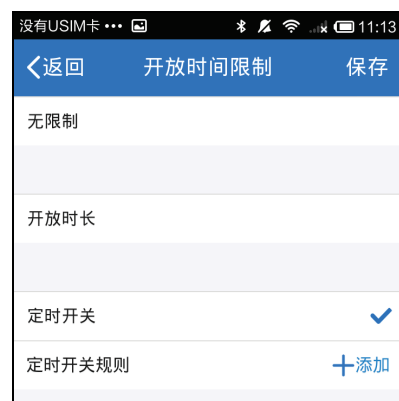 没有USIM卡 ••• 11:13
返回 开放时间限制 保存
无限制
开放时长
定时开关
定时开关规则 添加